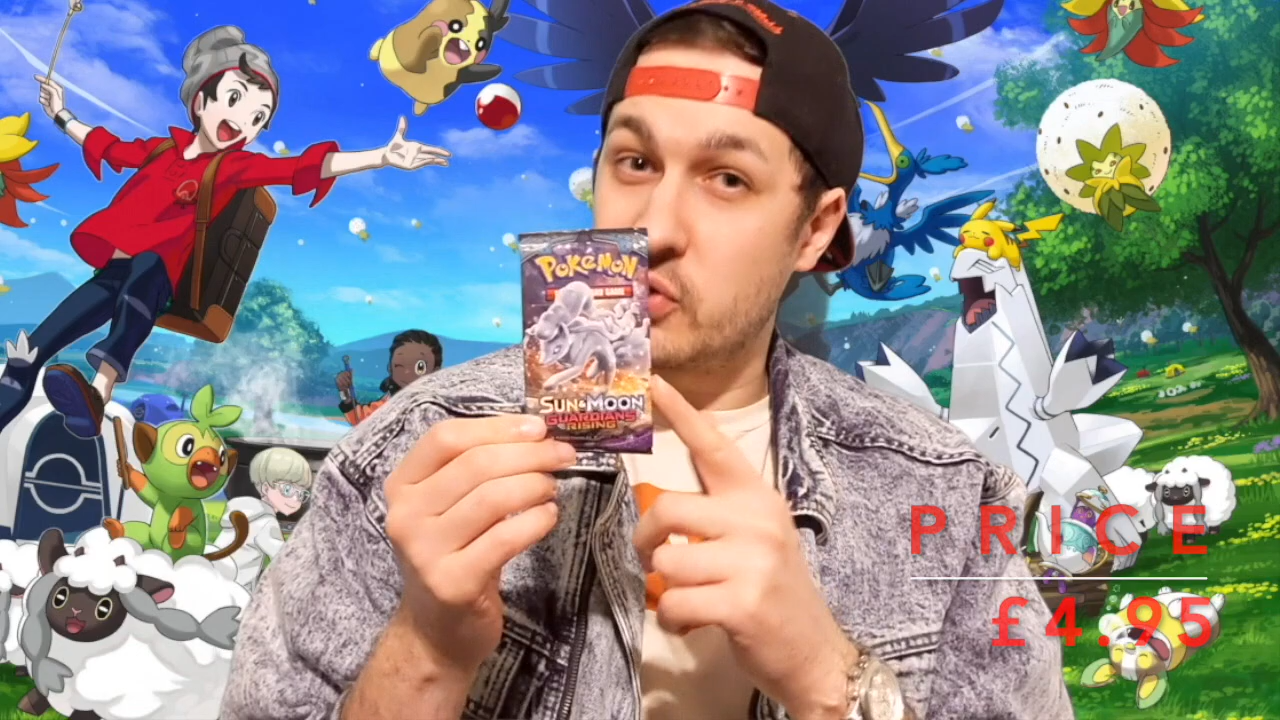 POKéMON
SUN & MOON
GUARDIANS
RISING
PRICE
£4.95